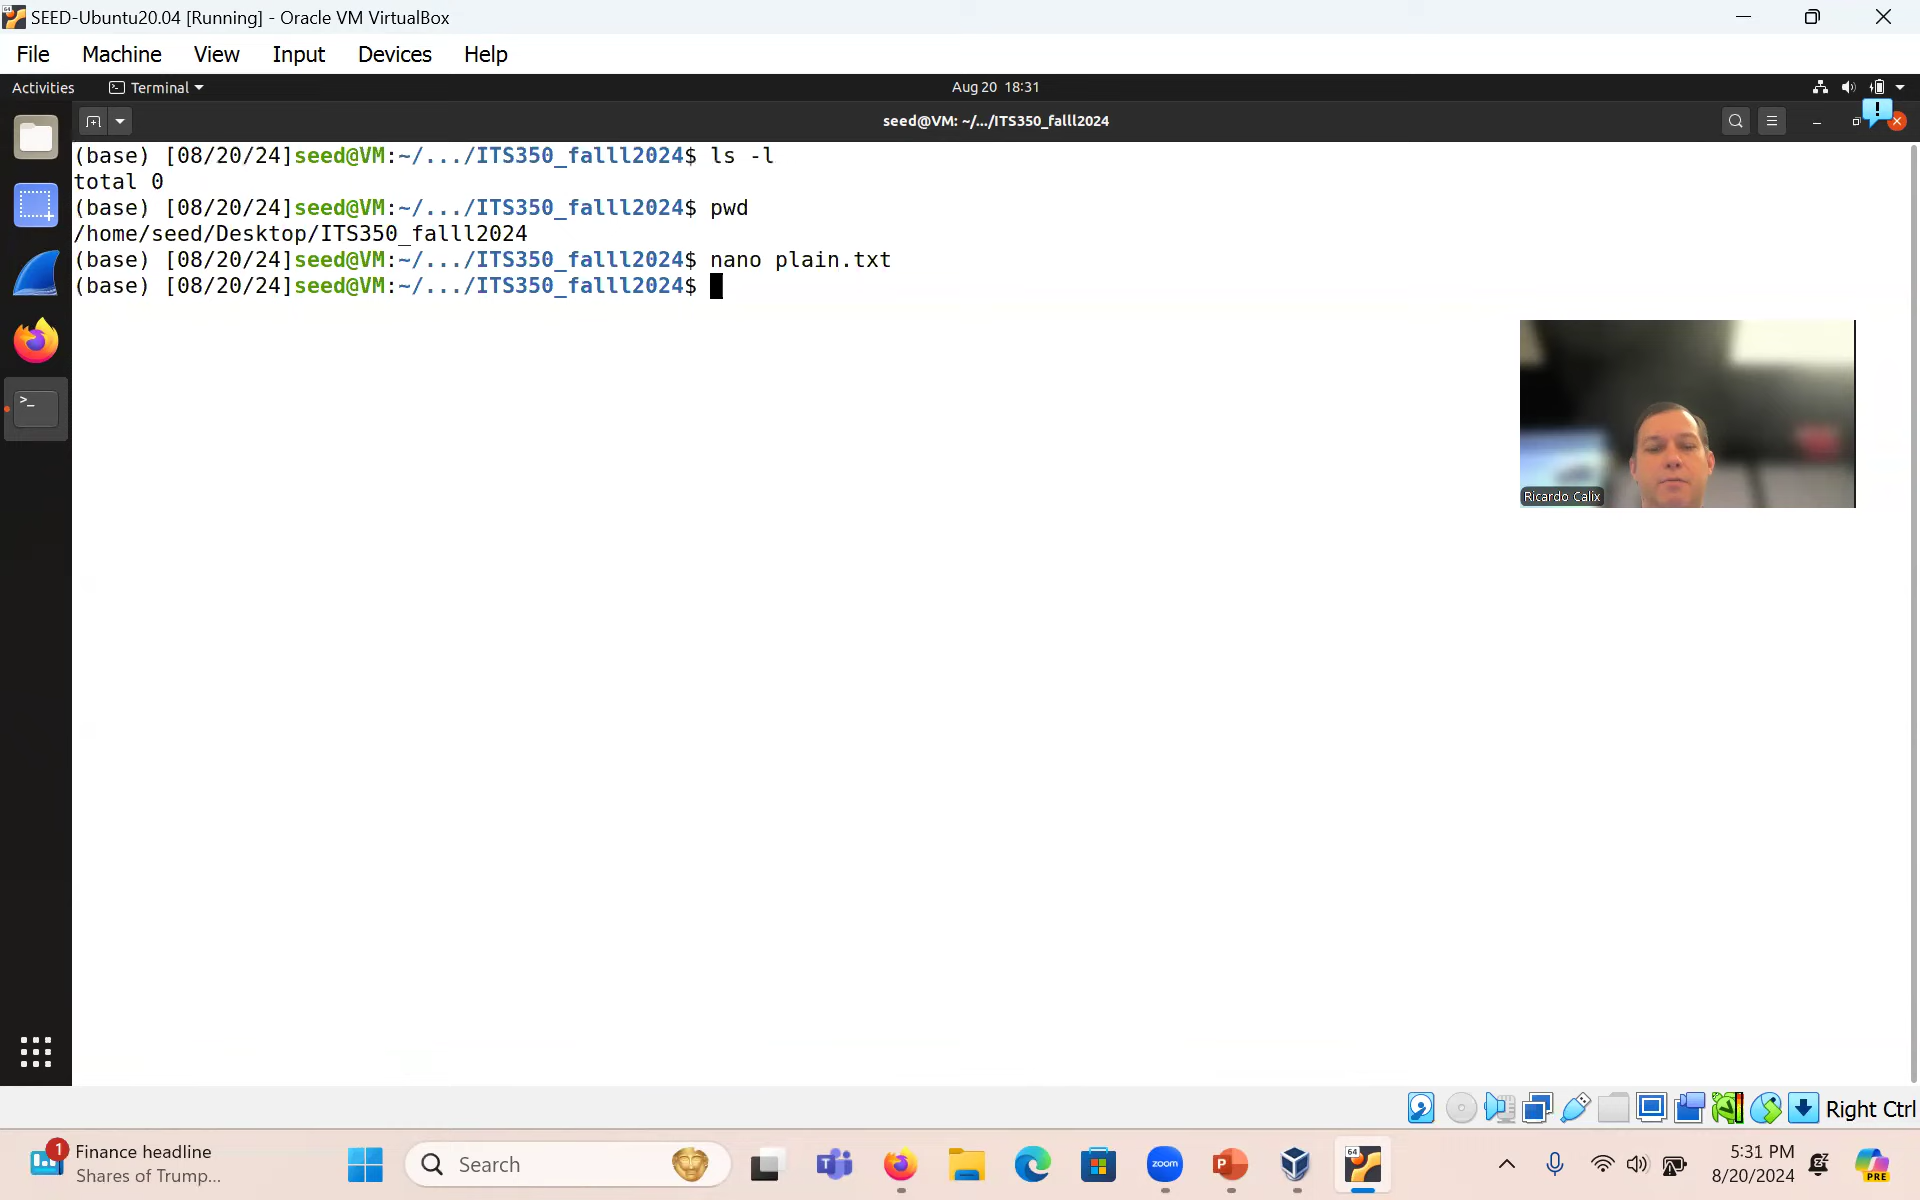 SEED-Ubuntu20.04 [Running] - Oracle VM VirtualBox
File Machine View Input Devices Help
Activities Terminal Aug 20 18:31
seed@VM: ~/.../ITS350_falll2024
(base) [08/20/24]seed@VM:~/.../ITS350_falll2024$ ls -l
total 0
(base) [08/20/24]seed@VM:~/.../ITS350_falll2024$ pwd
/home/seed/Desktop/ITS350_falll2024
(base) [08/20/24]seed@VM:~/.../ITS350_falll2024$ nano plain.txt
(base) [08/20/24]seed@VM:~/.../ITS350_falll2024$
Ricardo Calix
Right Ctrl
1
Finance headline
Shares of Trump...
Search
zoom
64
5:31 PM
8/20/2024
PRE